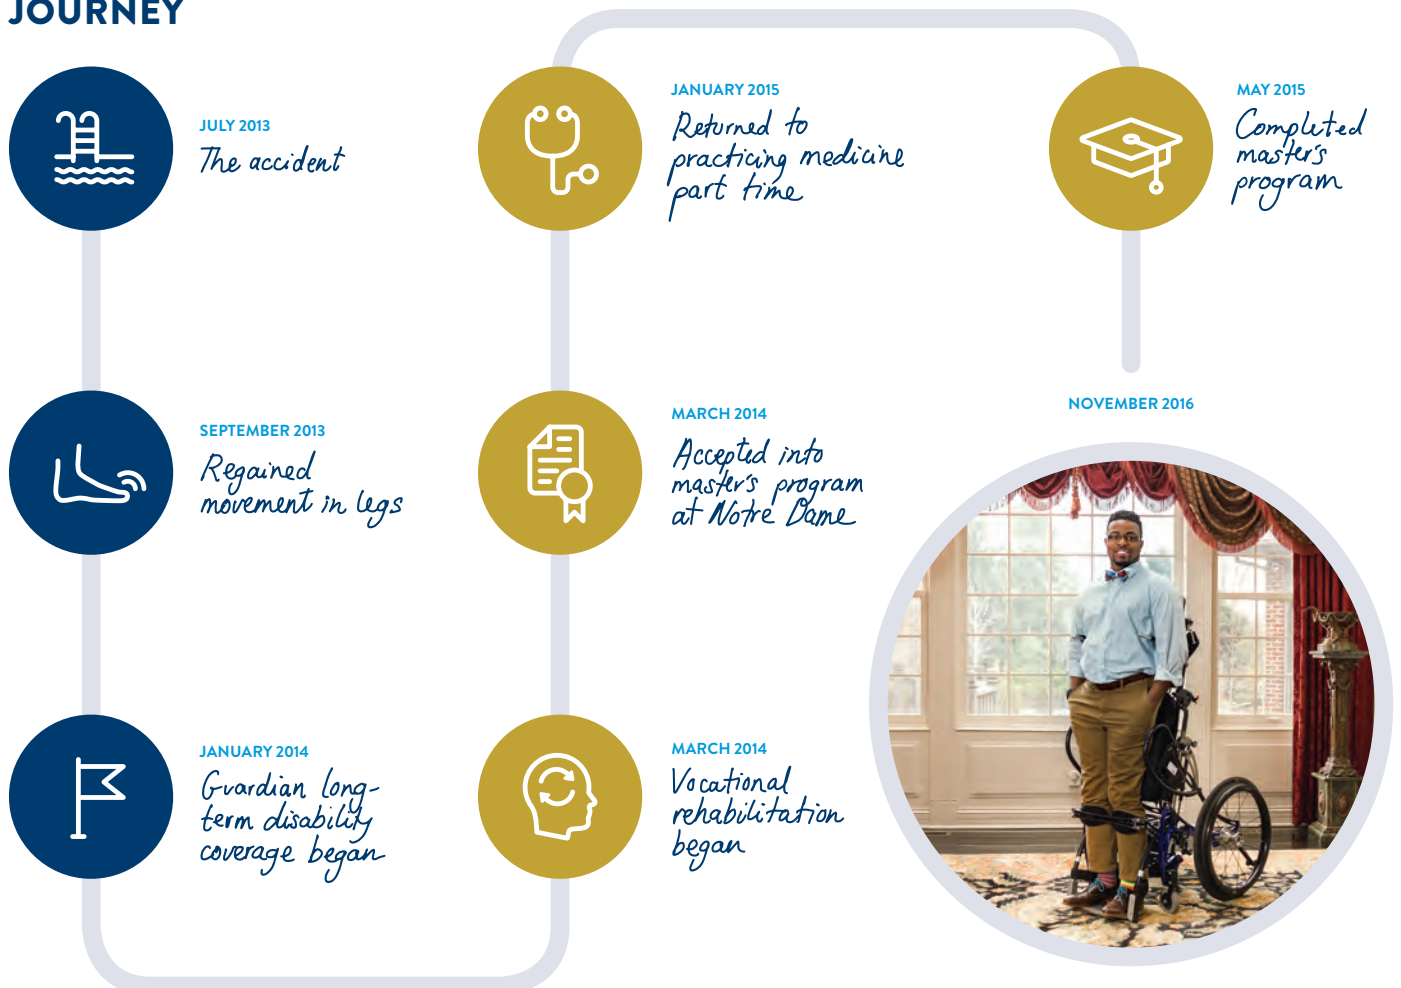 JOURNEY
JULY 2013
The accident
SEPTEMBER 2013
Regained
movement in legs
JANUARY 2014
Guardian long-
term disability
coverage began
MARCH 2014
Vocational
rehabilitation
began
MARCH 2014
Accepted into
master's program
at Notre Dame
JANUARY 2015
Returned to
practicing medicine
part time
MAY 2015
Completed
master's
program
NOVEMBER 2016